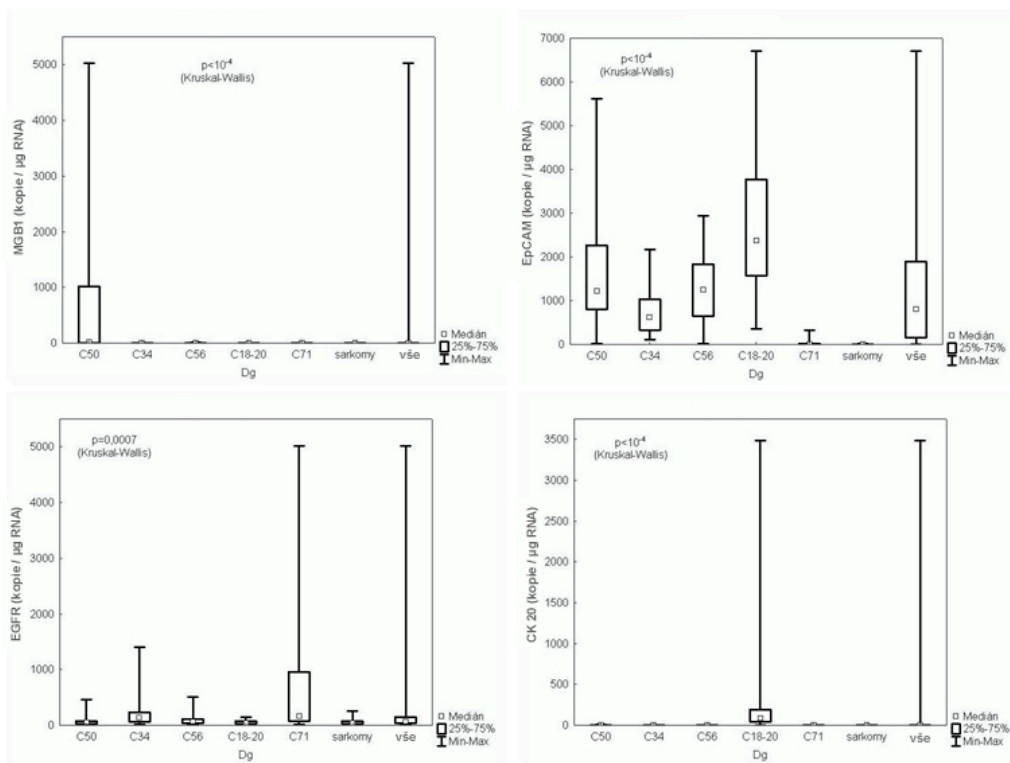 p<10⁻⁴
(Kruskal-Wallis)
MGB1 (kopie / µg RNA)
5000
4000
3000
2000
1000
0
C50 C34 C56 C18-20 C71 sarkomy vše
Dg
Medián
25%-75%
Min-Max
p<10⁻⁴
(Kruskal-Wallis)
EpCAM (kopie / µg RNA)
7000
6000
5000
4000
3000
2000
1000
0
C50 C34 C56 C18-20 C71 sarkomy vše
Dg
Medián
25%-75%
Min-Max
p=0,0007
(Kruskal-Wallis)
EGFR (kopie / µg RNA)
5000
4000
3000
2000
1000
0
C50 C34 C56 C18-20 C71 sarkomy vše
Dg
Medián
25%-75%
Min-Max
p<10⁻⁴
(Kruskal-Wallis)
CK 20 (kopie / µg RNA)
3500
3000
2500
2000
1500
1000
500
0
C50 C34 C56 C18-20 C71 sarkomy vše
Dg
Medián
25%-75%
Min-Max